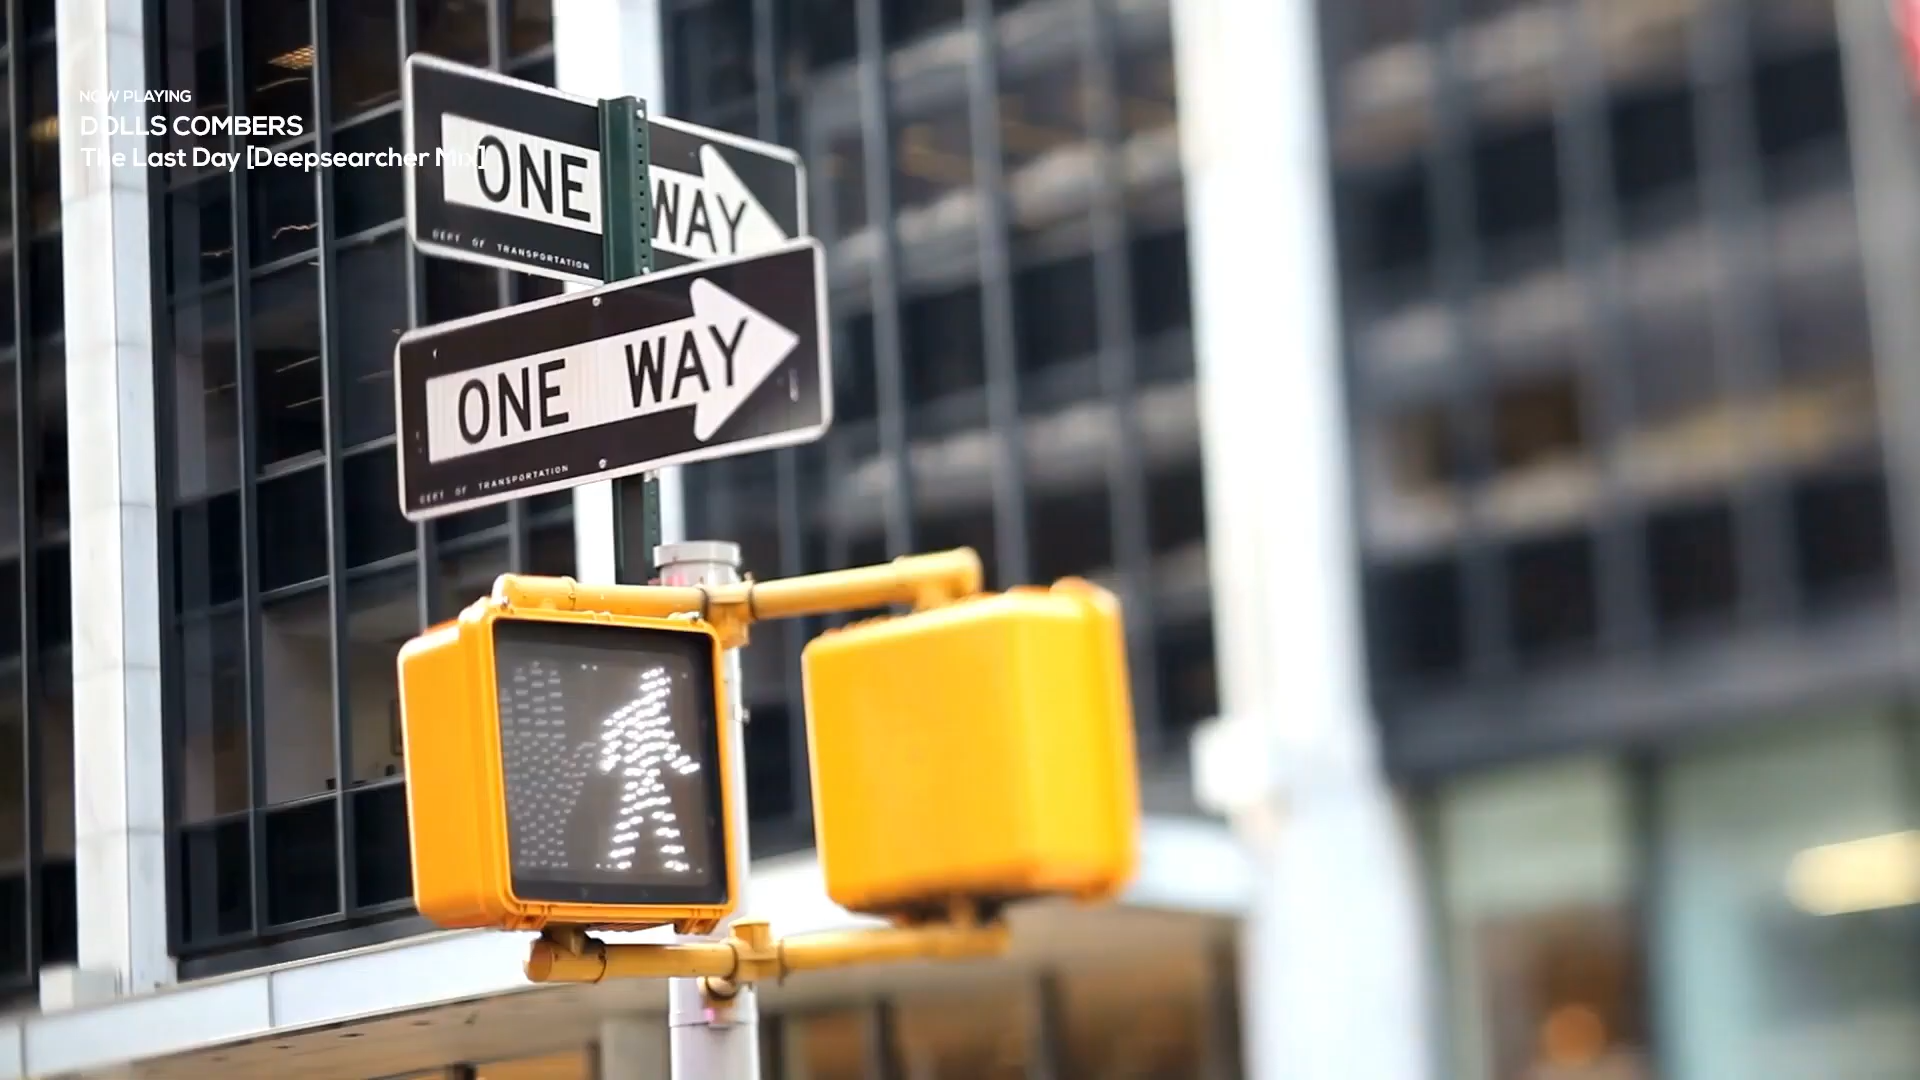 NOW PLAYING
DOLLS COMBERS
The Last Day [Deepsearcher Mix]
ONE WAY
DEPT OF TRANSPORTATION
ONE WAY
DEPT OF TRANSPORTATION